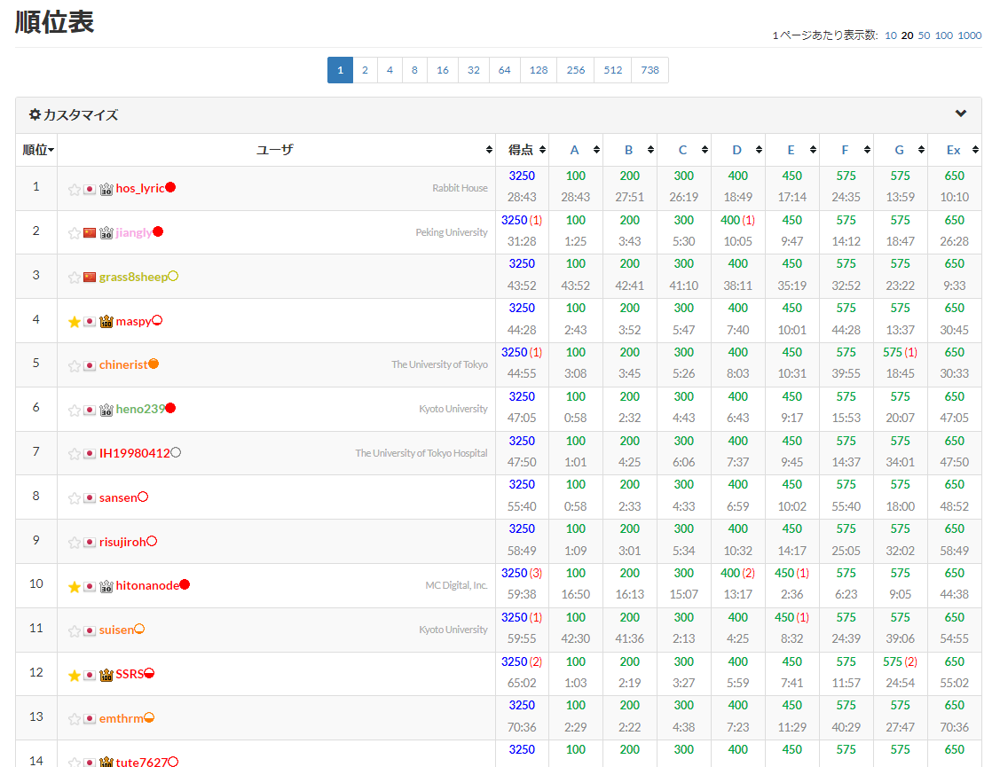 順位表
1 ページあたり表示数: 10 20 50 100 1000
1 2 4 8 16 32 64 128 256 512 738
カスタマイズ
順位 ユーザ 得点 A B C D E F G Ex
1 30 hos_lyric Rabbit House 3250 100 200 300 400 450 575 575 650
28:43 28:43 27:51 26:19 18:49 17:14 24:35 13:59 10:10
2 30 jiangly Peking University 3250 (1) 100 200 300 400 (1) 450 575 575 650
31:28 1:25 3:43 5:30 10:05 9:47 14:12 18:47 26:28
3 grass8sheep 3250 100 200 300 400 450 575 575 650
43:52 43:52 42:41 41:10 38:11 35:19 32:52 23:22 9:33
4 100 maspy 3250 100 200 300 400 450 575 575 650
44:28 2:43 3:52 5:47 7:40 10:01 44:28 13:37 30:45
5 chinerist The University of Tokyo 3250 (1) 100 200 300 400 450 575 575 (1) 650
44:55 3:08 3:45 5:26 8:03 10:31 39:55 18:45 30:33
6 30 heno239 Kyoto University 3250 100 200 300 400 450 575 575 650
47:05 0:58 2:32 4:43 6:43 9:17 15:53 20:07 47:05
7 IH19980412 The University of Tokyo Hospital 3250 100 200 300 400 450 575 575 650
47:50 1:01 4:25 6:06 7:37 9:45 14:37 34:01 47:50
8 sansen 3250 100 200 300 400 450 575 575 650
55:40 0:58 2:33 4:33 6:59 10:02 55:40 18:00 48:52
9 risujiroh 3250 100 200 300 400 450 575 575 650
58:49 1:09 3:01 5:34 10:32 14:17 25:05 32:02 58:49
10 30 hitonanode MC Digital, Inc. 3250 (3) 100 200 300 400 (2) 450 (1) 575 575 650
59:38 16:50 16:13 15:07 13:17 2:36 6:23 9:05 44:38
11 suisen Kyoto University 3250 (1) 100 200 300 400 450 (1) 575 575 650
59:55 42:30 41:36 2:13 4:25 8:32 24:39 39:06 54:55
12 100 SSRS 3250 (2) 100 200 300 400 450 575 575 (2) 650
65:02 1:03 2:19 3:27 5:59 7:41 11:57 24:54 55:02
13 emthrm 3250 100 200 300 400 450 575 575 650
70:36 2:29 2:22 4:38 7:23 11:29 40:29 27:47 70:36
14 100 tute7627 3250 100 200 300 400 450 575 575 650